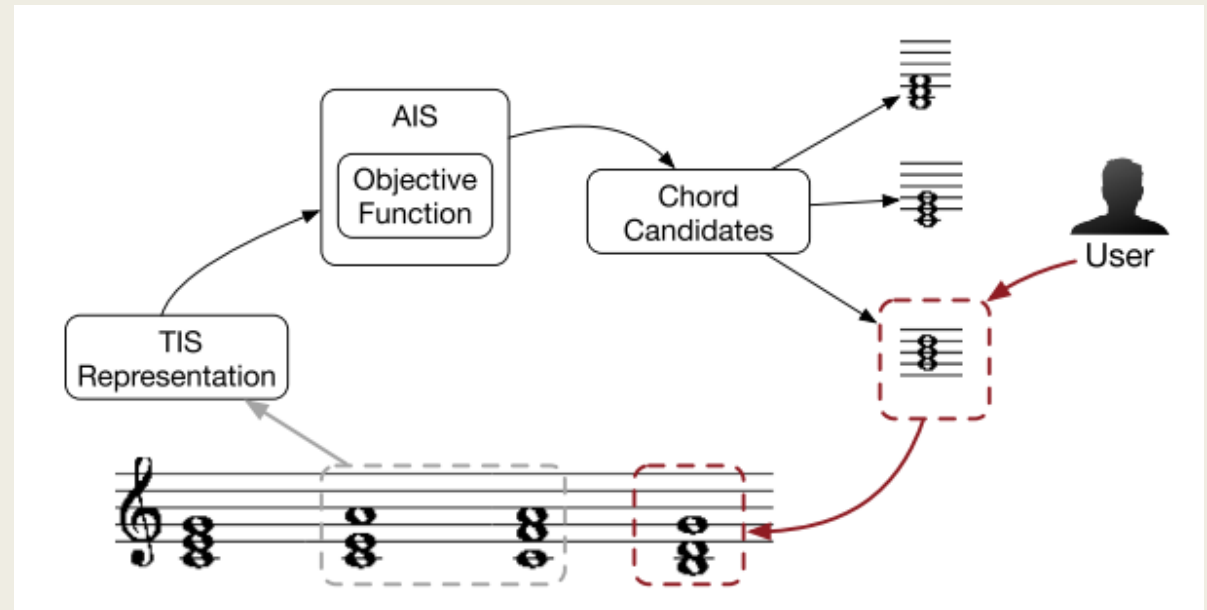 AIS
Objective
Function
Chord
Candidates
User
TIS
Representation